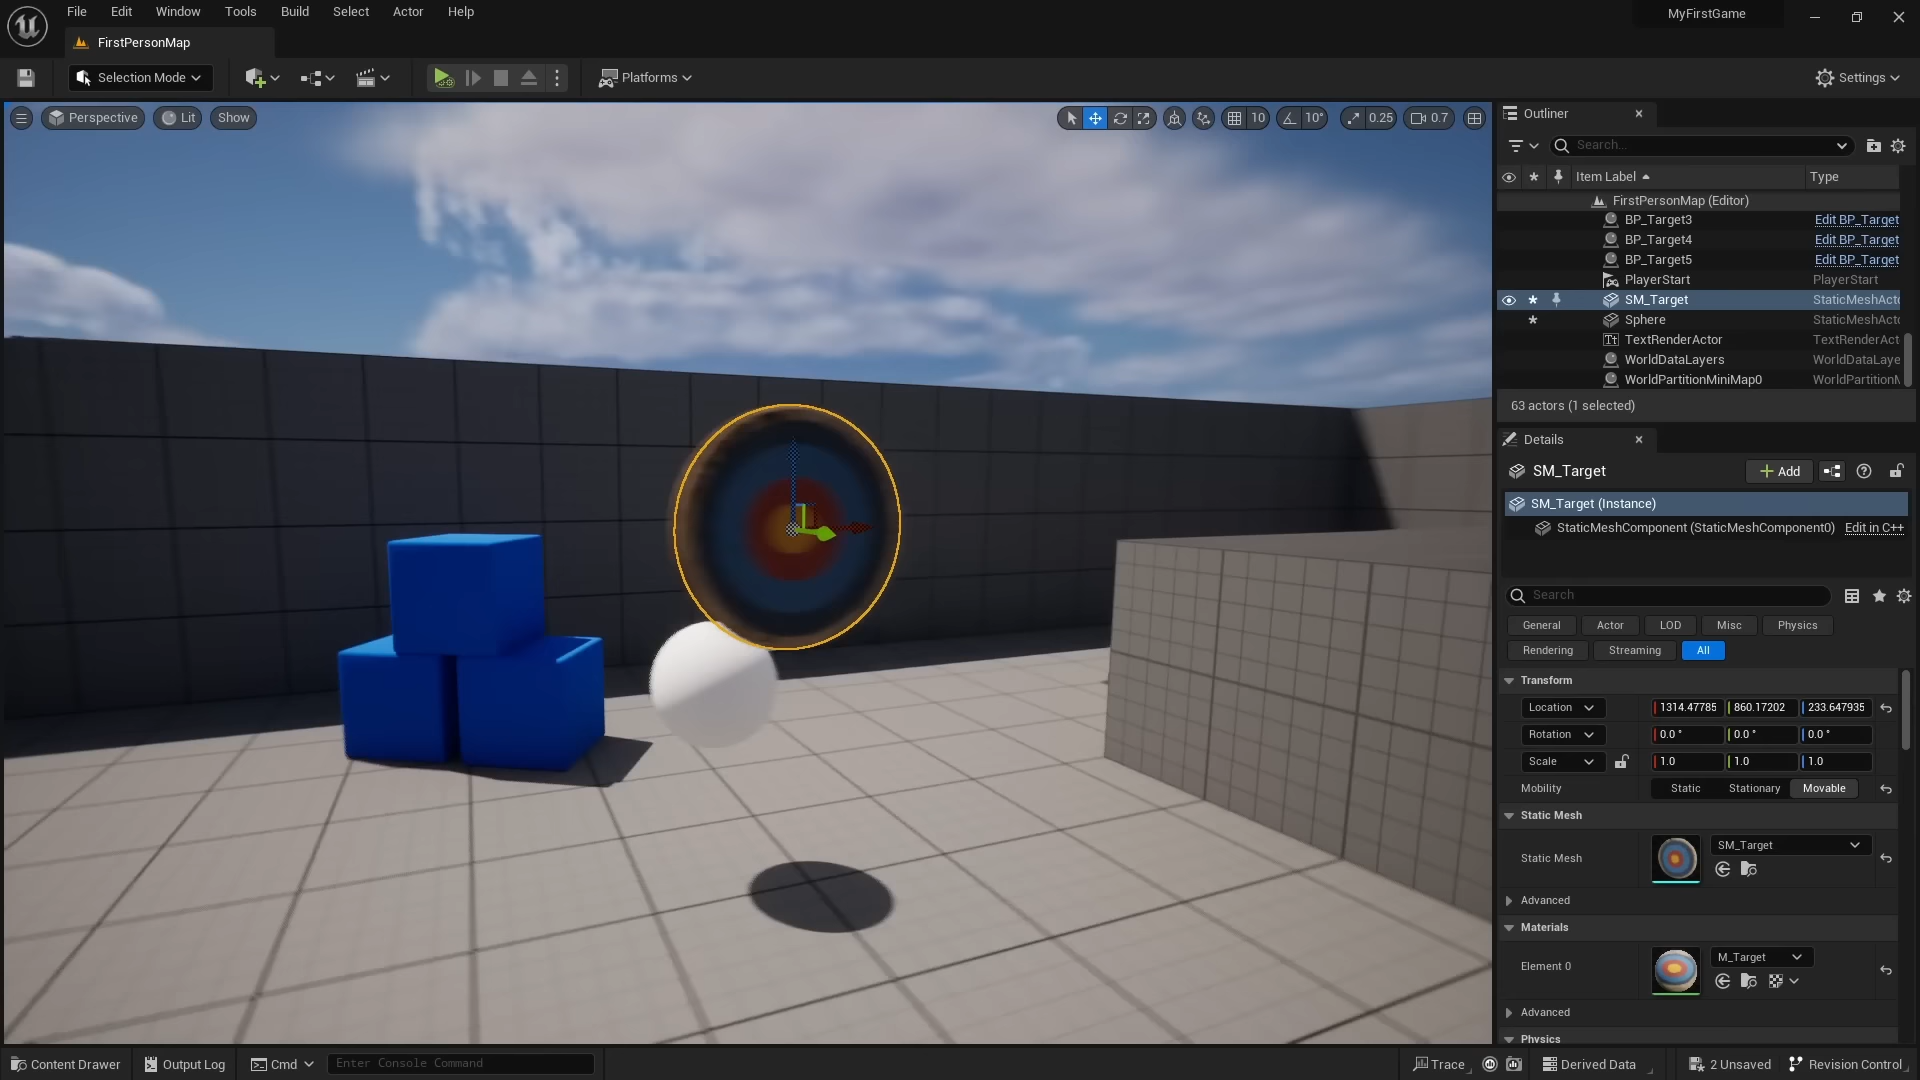 File Edit Window Tools Build Select Actor Help
MyFirstGame
FirstPersonMap
Selection Mode
Platforms
Settings
Perspective Lit Show
10 10° 0.25 0.7
Outliner
Search...
Item Label Type
FirstPersonMap (Editor)
BP_Target3 Edit BP_Target
BP_Target4 Edit BP_Target
BP_Target5 Edit BP_Target
PlayerStart PlayerStart
SM_Target StaticMeshActo
Sphere StaticMeshActo
TextRenderActor TextRenderAct
WorldDataLayers WorldDataLaye
WorldPartitionMiniMap0 WorldPartition
63 actors (1 selected)
Details
SM_Target
Add
SM_Target (Instance)
StaticMeshComponent (StaticMeshComponent0) Edit in C++
Search
General Actor LOD Misc Physics
Rendering Streaming All
Transform
Location 1314.47785 860.17202 233.647935
Rotation 0.0 ° 0.0 ° 0.0 °
Scale 1.0 1.0 1.0
Mobility Static Stationary Movable
Static Mesh
Static Mesh SM_Target
Advanced
Materials
Element 0 M_Target
Advanced
Physics
Content Drawer Output Log Cmd Enter Console Command
Trace Derived Data 2 Unsaved Revision Control